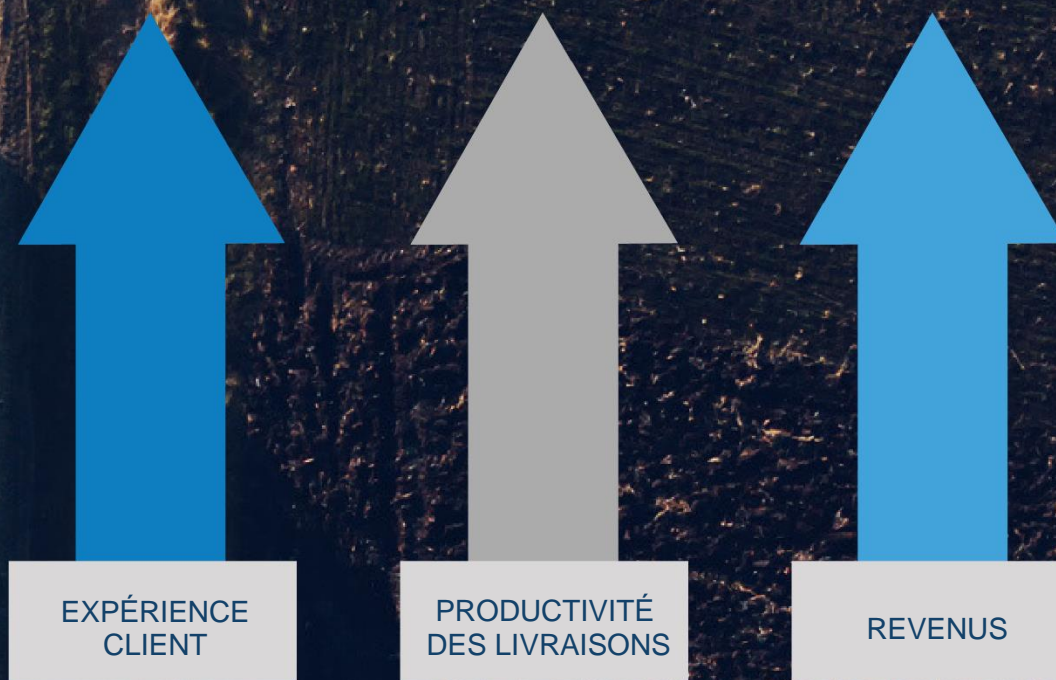 EXPÉRIENCE
CLIENT
PRODUCTIVITÉ
DES LIVRAISONS
REVENUS